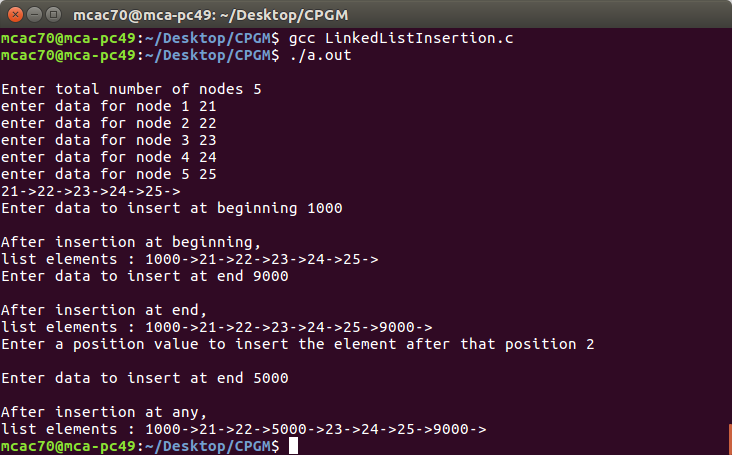 mcac70@mca-pc49: ~/Desktop/CPGM
mcac70@mca-pc49:~/Desktop/CPGM$ gcc LinkedListInsertion.c
mcac70@mca-pc49:~/Desktop/CPGM$ ./a.out
Enter total number of nodes 5
enter data for node 1 21
enter data for node 2 22
enter data for node 3 23
enter data for node 4 24
enter data for node 5 25
21->22->23->24->25->
Enter data to insert at beginning 1000
After insertion at beginning,
list elements : 1000->21->22->23->24->25->
Enter data to insert at end 9000
After insertion at end,
list elements : 1000->21->22->23->24->25->9000->
Enter a position value to insert the element after that position 2
Enter data to insert at end 5000
After insertion at any,
list elements : 1000->21->22->5000->23->24->25->9000->
mcac70@mca-pc49:~/Desktop/CPGM$